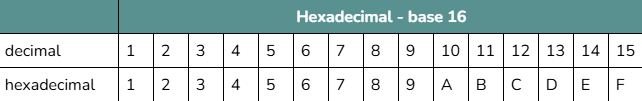 Hexadecimal - base 16
decimal 1 2 3 4 5 6 7 8 9 10 11 12 13 14 15
hexadecimal 1 2 3 4 5 6 7 8 9 A B C D E F